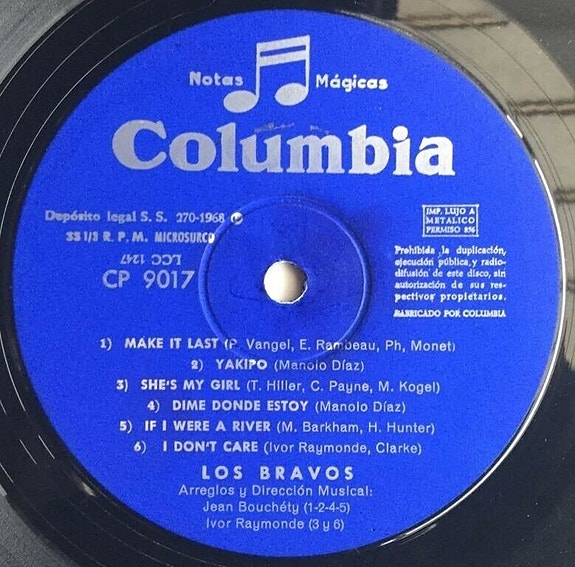 Notas Mágicas
Columbia
Depósito legal S. S. 270-1968
33 1/3 R. P. M. MICROSURCO
LCC 1247
CP 9017
IMP. LUJO A
METALICO
PERMISO 856
Prohibida la duplicación,
ejecución pública, y radio-
difusión de este disco, sin
autorización de sus res-
pectivos propietarios.
FABRICADO POR COLUMBIA
1) MAKE IT LAST (P. Vangel, E. Rambeau, Ph, Monet)
2) YAKIPO (Manolo Díaz)
3) SHE'S MY GIRL (T. Hiller, C. Payne, M. Kogel)
4) DIME DONDE ESTOY (Manolo Díaz)
5) IF I WERE A RIVER (M. Barkham, H. Hunter)
6) I DON'T CARE (Ivor Raymonde, Clarke)
LOS BRAVOS
Arreglos y Dirección Musical:
Jean Bouchéty (1-2-4-5)
Ivor Raymonde (3 y 6)